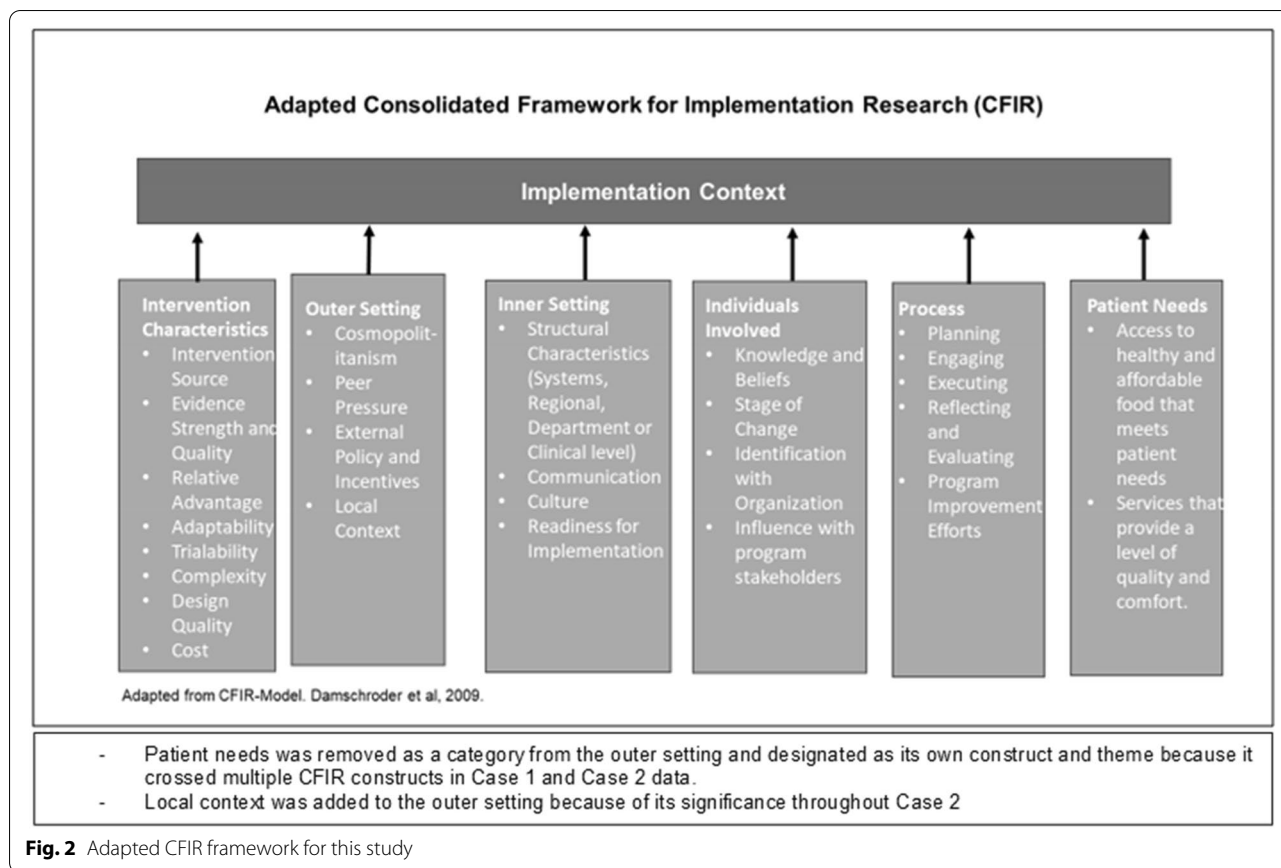 Adapted Consolidated Framework for Implementation Research (CFIR)
Implementation Context
Intervention
Characteristics
• Intervention
Source
• Evidence
Strength and
Quality
• Relative
Advantage
• Adaptability
• Trialability
• Complexity
• Design
Quality
• Cost
Outer Setting
• Cosmopolit-
itanism
• Peer
Pressure
• External
Policy and
Incentives
• Local
Context
Inner Setting
• Structural
Characteristics
(Systems,
Regional,
Department or
Clinical level)
• Communication
• Culture
• Readiness for
Implementation
Individuals
Involved
• Knowledge and
Beliefs
• Stage of
Change
• Identification
with
Organization
• Influence with
program
stakeholders
Process
• Planning
• Engaging
• Executing
• Reflecting
and
Evaluating
• Program
Improvement
Efforts
Patient Needs
• Access to
healthy and
affordable
food that
meets
patient
needs
• Services that
provide a
level of
quality and
comfort.
Adapted from CFIR-Model. Damschroder et al, 2009.
- Patient needs was removed as a category from the outer setting and designated as its own construct and theme because it
crossed multiple CFIR constructs in Case 1 and Case 2 data.
- Local context was added to the outer setting because of its significance throughout Case 2
Fig. 2 Adapted CFIR framework for this study